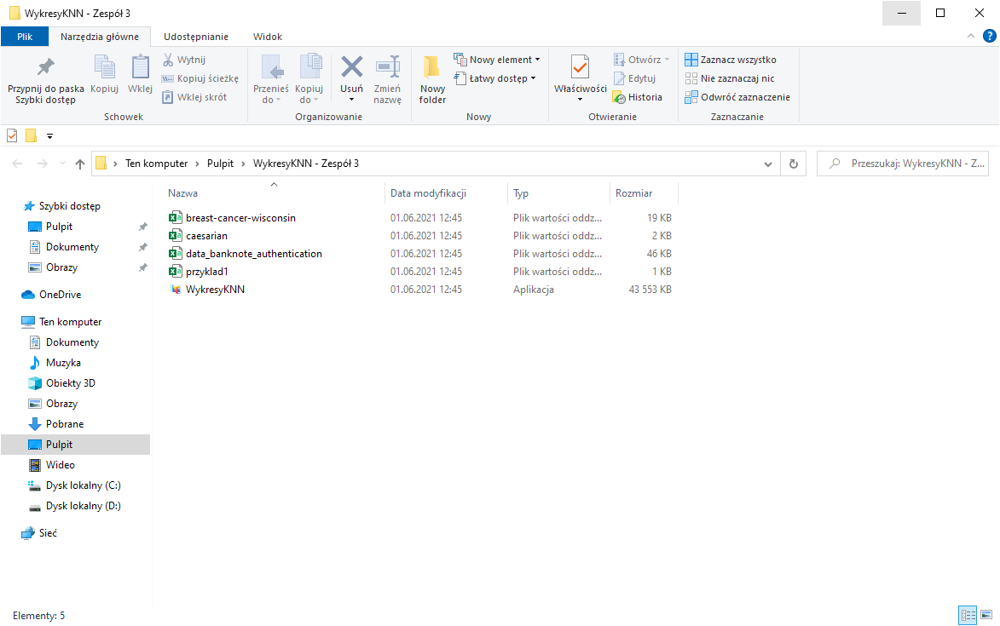 WykresyKNN - Zespół 3
Plik Narzędzia główne Udostępnianie Widok
Przypnij do paska
Szybki dostęp
Kopiuj
Wklej
Wytnij
Kopiuj ścieżkę
Wklej skrót
Schowek
Przenieś
do
Kopiuj
do
Usuń
Zmień
nazwę
Organizowanie
Nowy
folder
Nowy element
Łatwy dostęp
Nowy
Właściwości
Otwórz
Edytuj
Historia
Otwieranie
Zaznacz wszystko
Nie zaznaczaj nic
Odwróć zaznaczenie
Zaznaczanie
Ten komputer › Pulpit › WykresyKNN - Zespół 3
Przeszukaj: WykresyKNN - Z...
Szybki dostęp
Pulpit
Dokumenty
Obrazy
OneDrive
Ten komputer
Dokumenty
Muzyka
Obiekty 3D
Obrazy
Pobrane
Pulpit
Wideo
Dysk lokalny (C:)
Dysk lokalny (D:)
Sieć
Nazwa Data modyfikacji Typ Rozmiar
breast-cancer-wisconsin 01.06.2021 12:45 Plik wartości oddz... 19 KB
caesarian 01.06.2021 12:45 Plik wartości oddz... 2 KB
data_banknote_authentication 01.06.2021 12:45 Plik wartości oddz... 46 KB
przyklad1 01.06.2021 12:45 Plik wartości oddz... 1 KB
WykresyKNN 01.06.2021 12:45 Aplikacja 43 553 KB
Elementy: 5